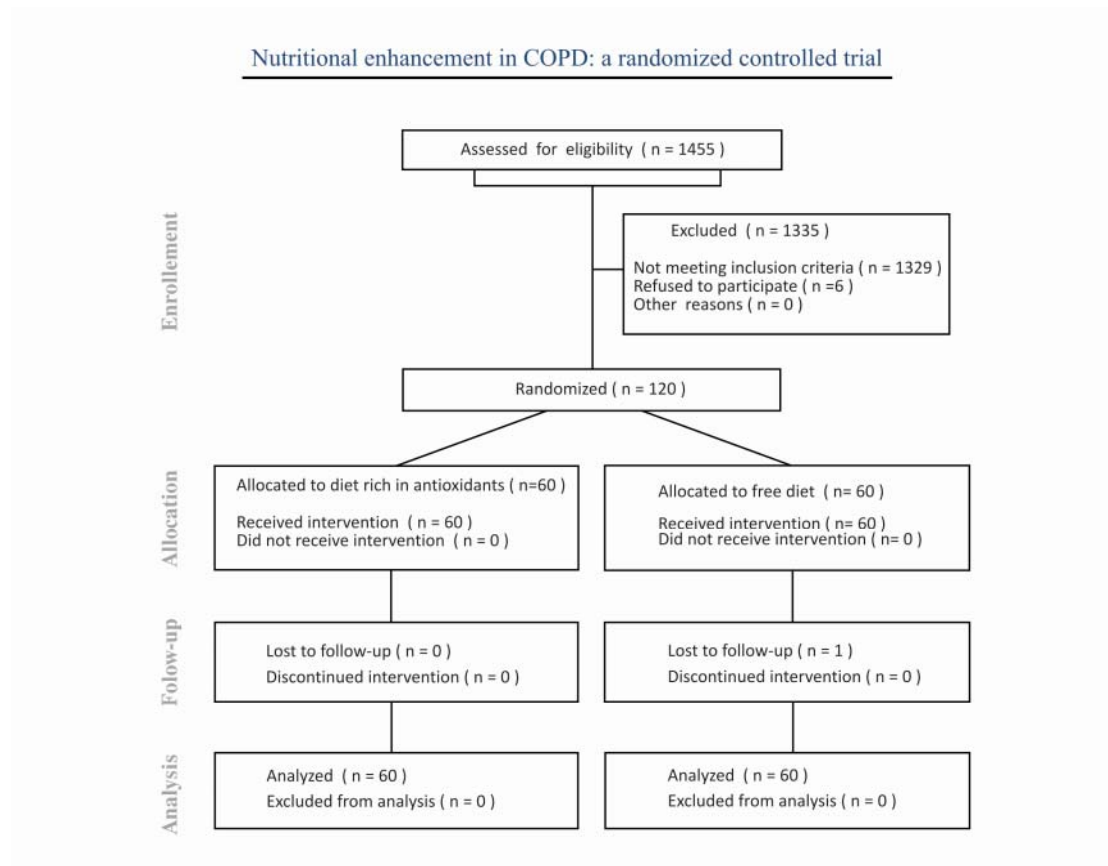 Nutritional enhancement in COPD: a randomized controlled trial
Assessed for eligibility ( n = 1455 )
Enrollement
Excluded ( n = 1335 )
Not meeting inclusion criteria ( n = 1329 )
Refused to participate ( n =6 )
Other reasons ( n = 0 )
Randomized ( n = 120 )
Allocation
Allocated to diet rich in antioxidants ( n=60 )
Received intervention ( n = 60 )
Did not receive intervention ( n = 0 )
Allocated to free diet ( n= 60 )
Received intervention ( n= 60 )
Did not receive intervention ( n= 0 )
Folow-up
Lost to follow-up ( n = 0 )
Discontinued intervention ( n = 0 )
Lost to follow-up ( n = 1 )
Discontinued intervention ( n = 0 )
Analysis
Analyzed ( n = 60 )
Excluded from analysis ( n = 0 )
Analyzed ( n = 60 )
Excluded from analysis ( n = 0 )